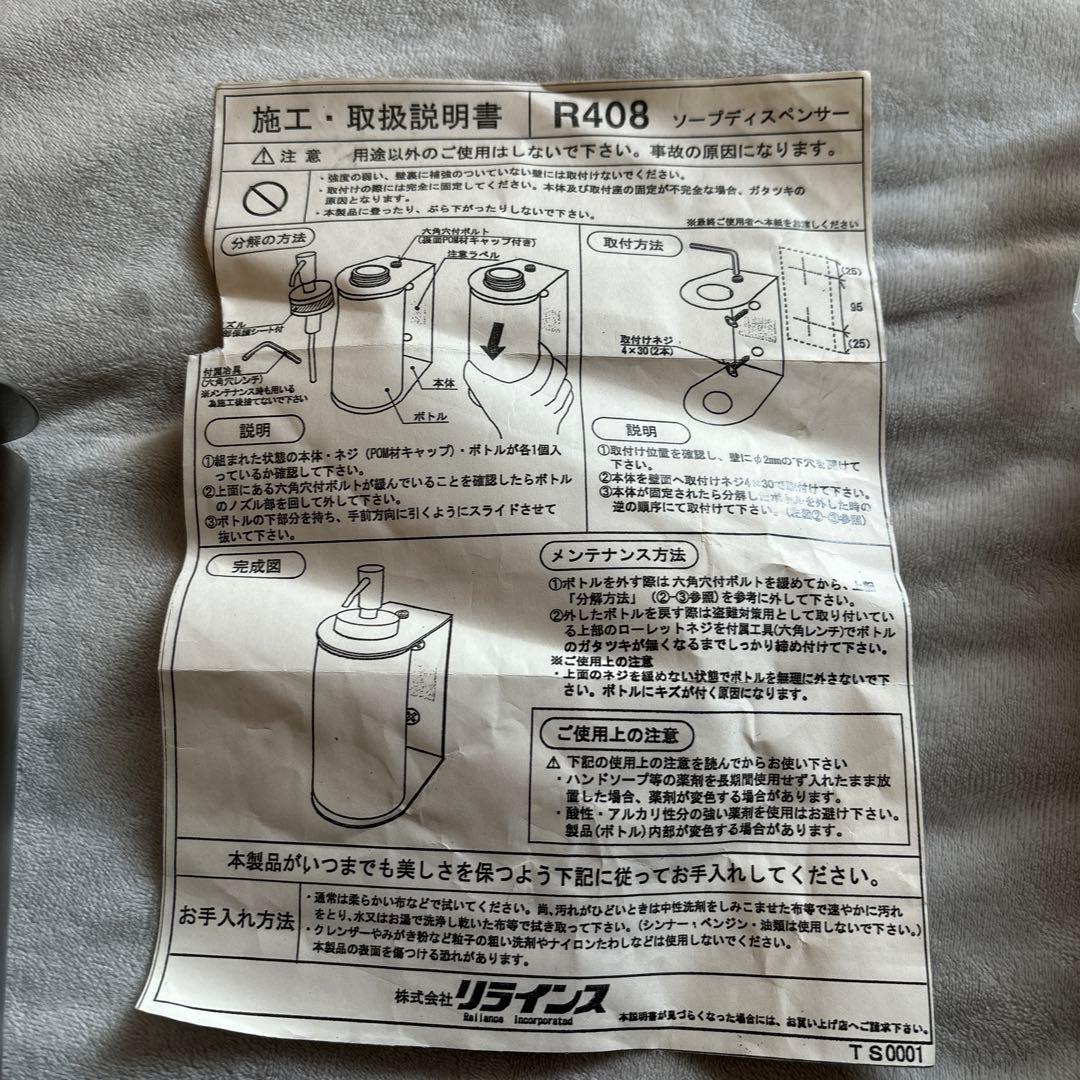 施工・取扱説明書 R408 ソープディスペンサー
⚠注意 用途以外のご使用はしないで下さい。事故の原因になります。
・強度の弱い、壁裏に補強のついていない壁には取付けないでください。
・取付けの際には完全に固定してください。本体及び取付座の固定が不完全な場合、ガタツキの
原因となります。
・本製品に登ったり、ぶら下がったりしないで下さい。
※最終ご使用者へ本紙をお渡しください
分解の方法
六角穴付ボルト
(裏面POM材キャップ付き)
注意ラベル
ズル
保護シート付
付属冶具
(六角穴レンチ)
※メンテナンス時も用いる
為施工後捨てないで下さい
本体
ボトル
説明
①組まれた状態の本体・ネジ(POM材キャップ)・ボトルが各1個入
っているか確認して下さい。
②上面にある六角穴付ボルトが緩んでいることを確認したらボトル
のノズル部を回して外して下さい。
③ボトルの下部分を持ち、手前方向に引くようにスライドさせて
抜いて下さい。
取付方法
(25)
95
(25)
取付けネジ
4×30(2本)
説明
①取付け位置を確認し、壁にφ2mmの下穴を開けて
下さい。
②本体を壁面へ取付けネジ4×30で取付けて下さい。
③本体が固定されたら分解したボトルを外した時の
逆の順序にて取付けて下さい。(左図②-③参照)
完成図
メンテナンス方法
①ボトルを外す際は六角穴付ボルトを緩めてから、上記
「分解方法」(②-③参照)を参考に外して下さい。
②外したボトルを戻す際は盗難対策用として取り付いてい
る上部のローレットネジを付属工具(六角レンチ)でボトル
のガタツキが無くなるまでしっかり締め付けて下さい。
※ご使用上の注意
・上面のネジを緩めない状態でボトルを無理に外さないで下
さい。ボトルにキズが付く原因になります。
ご使用上の注意
⚠下記の使用上の注意を読んでからお使い下さい
・ハンドソープ等の薬剤を長期間使用せず入れたまま放
置した場合、薬剤が変色する場合があります。
・酸性・アルカリ性分の強い薬剤を使用はお避け下さい。
製品(ボトル)内部が変色する場合があります。
本製品がいつまでも美しさを保つよう下記に従ってお手入れしてください。
お手入れ方法
・通常は柔らかい布などで拭いてください。尚、汚れがひどいときは中性洗剤をしみこませた布等で速やかに汚れ
をとり、水又はお湯で洗浄し乾いた布等で拭き取って下さい。(シンナー・ベンジン・油類は使用しないで下さい。)
・クレンザーやみがき粉など粒子の粗い洗剤やナイロンたわしなどは使用しないでください。
本製品の表面を傷つける恐れがあります。
株式会社リラインス
Reliance Incorporated
本説明書が見づらくなった場合には、お買い上げ店へご請求下さい。
TS0001